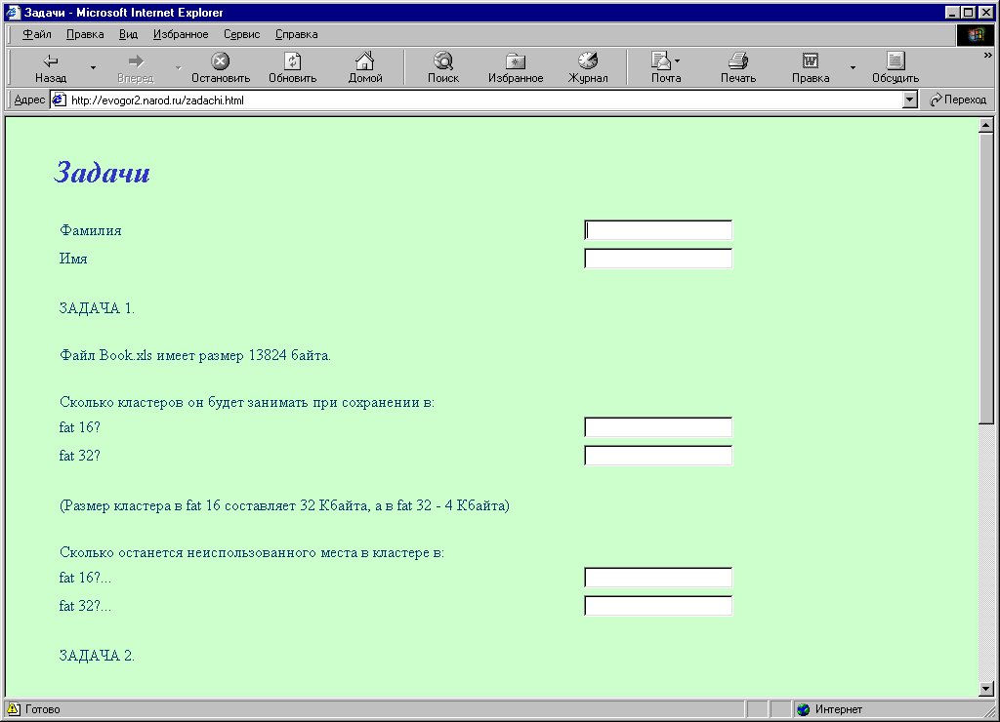 Задачи - Microsoft Internet Explorer
Файл Правка Вид Избранное Сервис Справка
Назад Вперед Остановить Обновить Домой Поиск Избранное Журнал Почта Печать Правка Обсудить
Адрес http://evogor2.narod.ru/zadachi.html Переход
Задачи
Фамилия
Имя
ЗАДАЧА 1.
Файл Book.xls имеет размер 13824 байта.
Сколько кластеров он будет занимать при сохранении в:
fat 16?
fat 32?
(Размер кластера в fat 16 составляет 32 Кбайта, а в fat 32 - 4 Кбайта)
Сколько останется неиспользованного места в кластере в:
fat 16?...
fat 32?...
ЗАДАЧА 2.
Готово Интернет